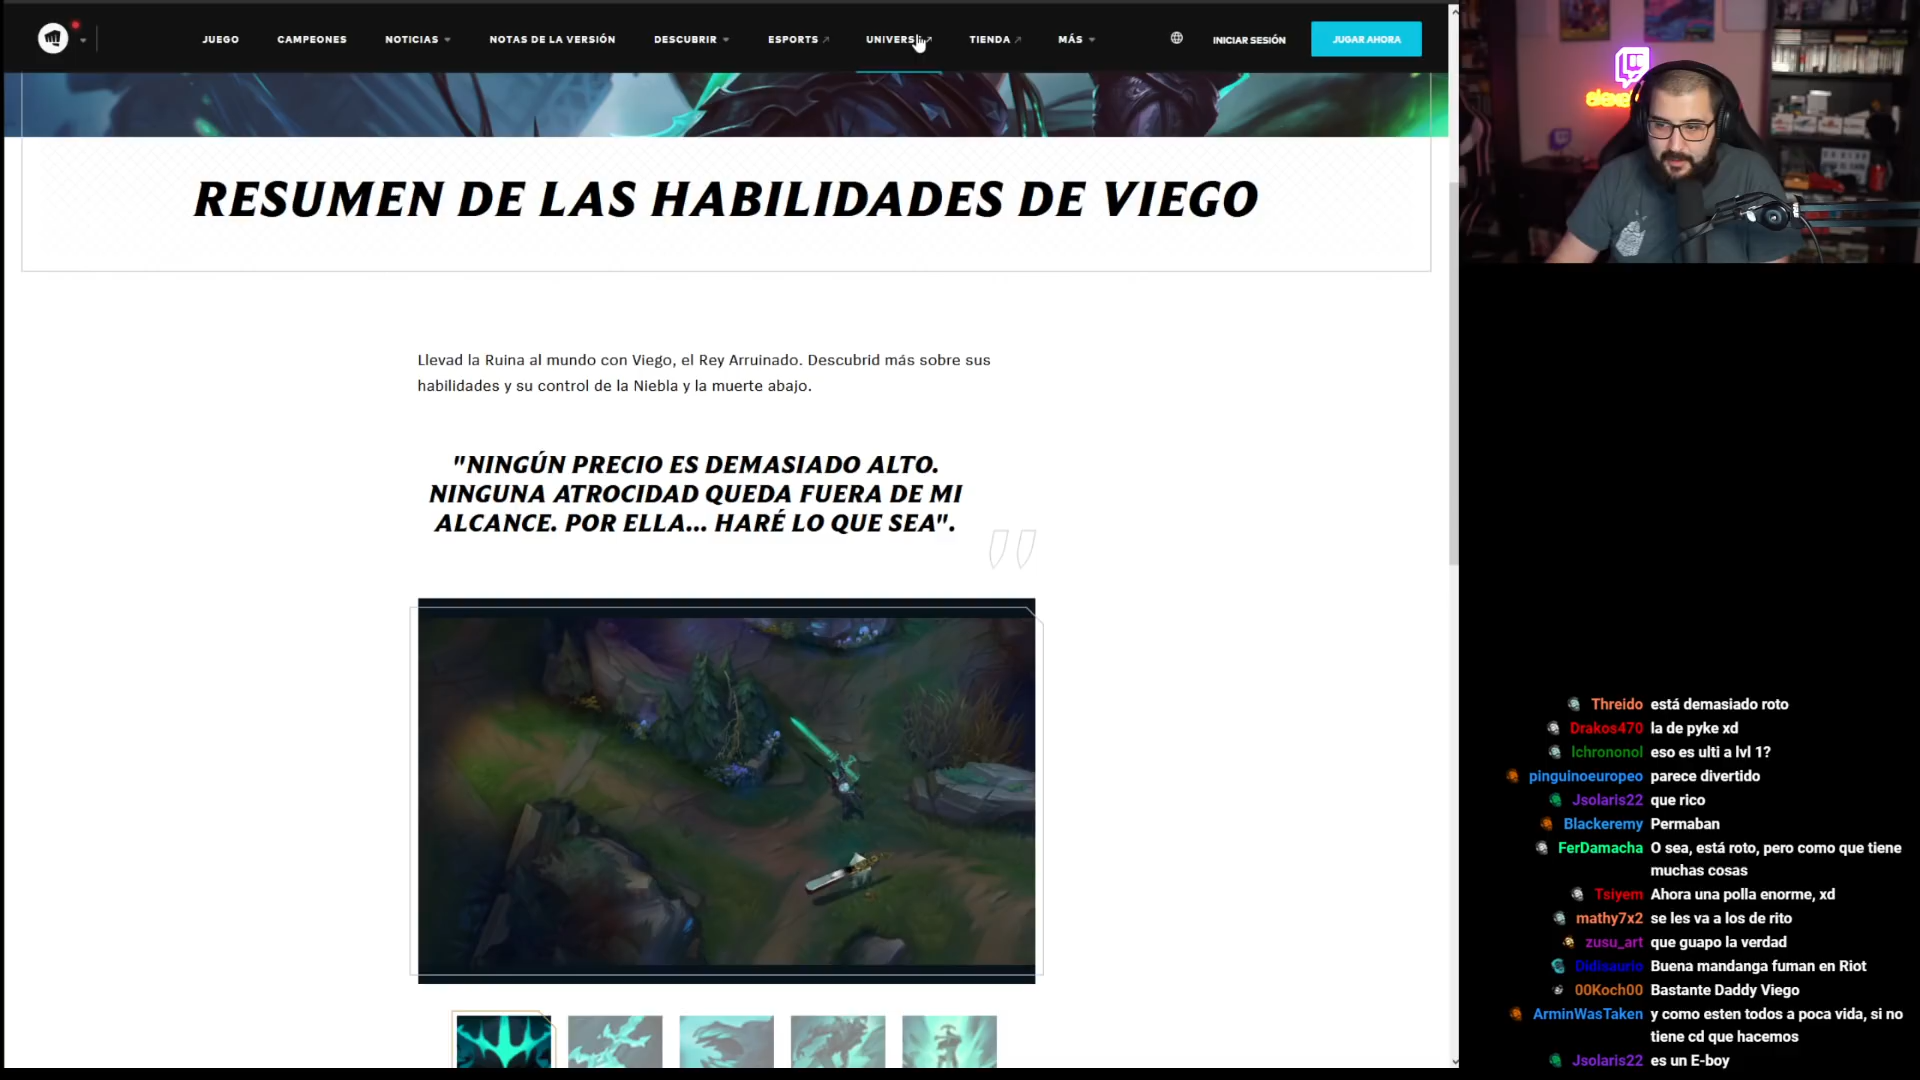 JUEGO
CAMPEONES
NOTICIAS
NOTAS DE LA VERSIÓN
DESCUBRIR
ESPORTS
TIENDA
MÁS
INICIAR SESIÓN
JUGAR AHORA
RESUMEN DE LAS HABILIDADES DE VIEGO
Llevad la Ruina al mundo con Viego, el Rey Arruinado. Descubrid más sobre sus
habilidades y su control de la Niebla y la muerte abajo.
"NINGÚN PRECIO ES DEMASIADO ALTO.
NINGUNA ATROCIDAD QUEDA FUERA DE MI
ALCANCE. POR ELLA... HARÉ LO QUE SEA".
Threido está demasiado roto
Drakos470 la de pyke xd
lchrononol eso es ulti a lvl 1?
pinguinoeuropeo parece divertido
Jsolaris22 que rico
Blackeremy Permaban
FerDamacha O sea, está roto, pero como que tiene
muchas cosas
Tsiyem Ahora una polla enorme, xd
mathy7x2 se les va a los de rito
zusu_art que guapo la verdad
Didisaurio Buena mandanga fuman en Riot
00Koch00 Bastante Daddy Viego
ArminWasTaken y como esten todos a poca vida, si no
tiene cd que hacemos
Jsolaris22 es un E-boy